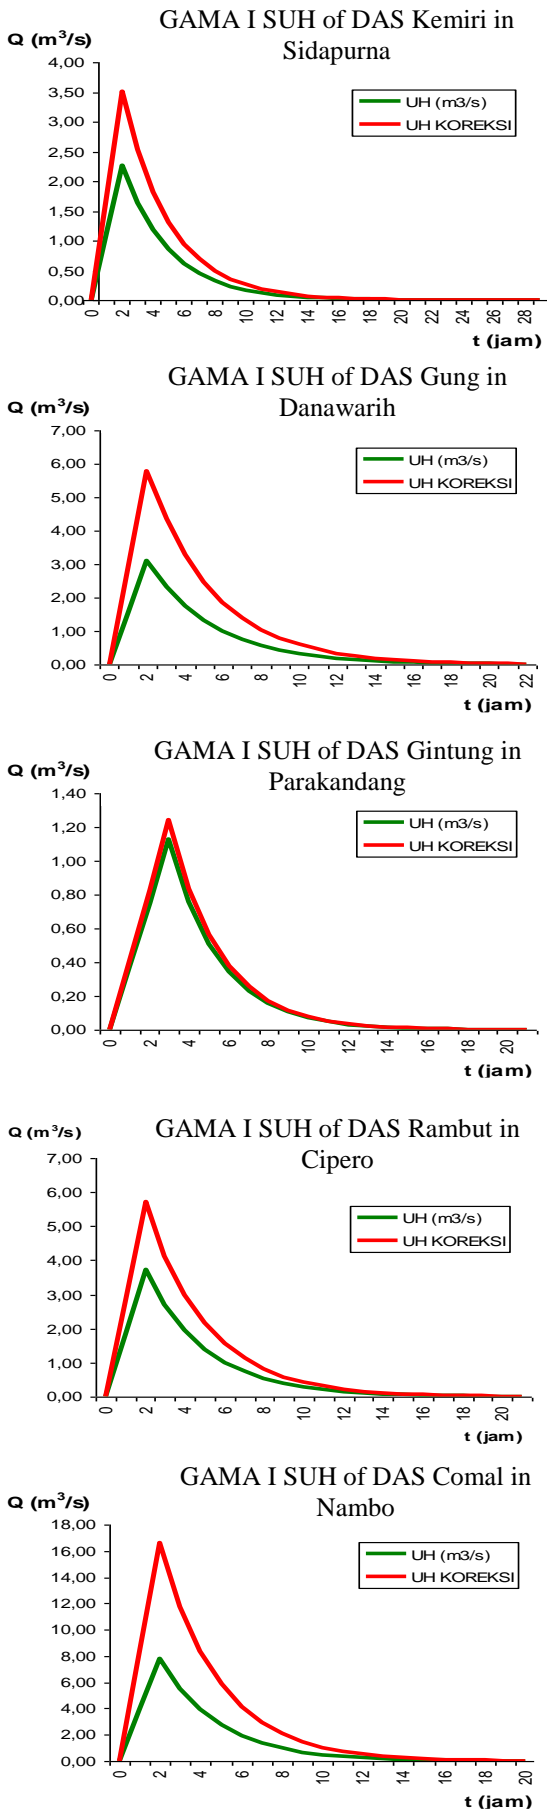 GAMA I SUH of DAS Kemiri in
Sidapurna
Q (m³/s)
4,00
3,50
3,00
2,50
2,00
1,50
1,00
0,50
0,00
UH (m3/s)
UH KOREKSI
0 2 4 6 8 10 12 14 16 18 20 22 24 26 28
t (jam)
GAMA I SUH of DAS Gung in
Danawarih
Q (m³/s)
7,00
6,00
5,00
4,00
3,00
2,00
1,00
0,00
UH (m3/s)
UH KOREKSI
0 2 4 6 8 10 12 14 16 18 20 22
t (jam)
GAMA I SUH of DAS Gintung in
Parakandang
Q (m³/s)
1,40
1,20
1,00
0,80
0,60
0,40
0,20
0,00
UH (m3/s)
UH KOREKSI
0 2 4 6 8 10 12 14 16 18 20
t (jam)
GAMA I SUH of DAS Rambut in
Cipero
Q (m³/s)
7,00
6,00
5,00
4,00
3,00
2,00
1,00
0,00
UH (m3/s)
UH KOREKSI
0 2 4 6 8 10 12 14 16 18 20
t (jam)
GAMA I SUH of DAS Comal in
Nambo
Q (m³/s)
18,00
16,00
14,00
12,00
10,00
8,00
6,00
4,00
2,00
0,00
UH (m3/s)
UH KOREKSI
0 2 4 6 8 10 12 14 16 18 20
t (jam)